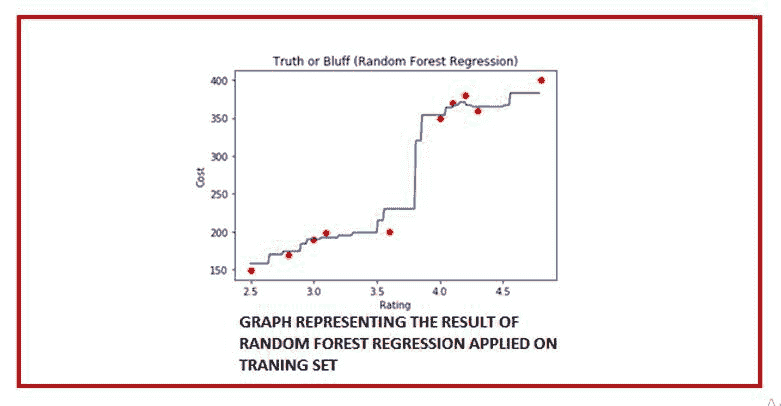 Truth or Bluff (Random Forest Regression)
400
350
300
250
200
150
Cost
2.5 3.0 3.5 4.0 4.5
Rating
GRAPH REPRESENTING THE RESULT OF
RANDOM FOREST REGRESSION APPLIED ON
TRANING SET